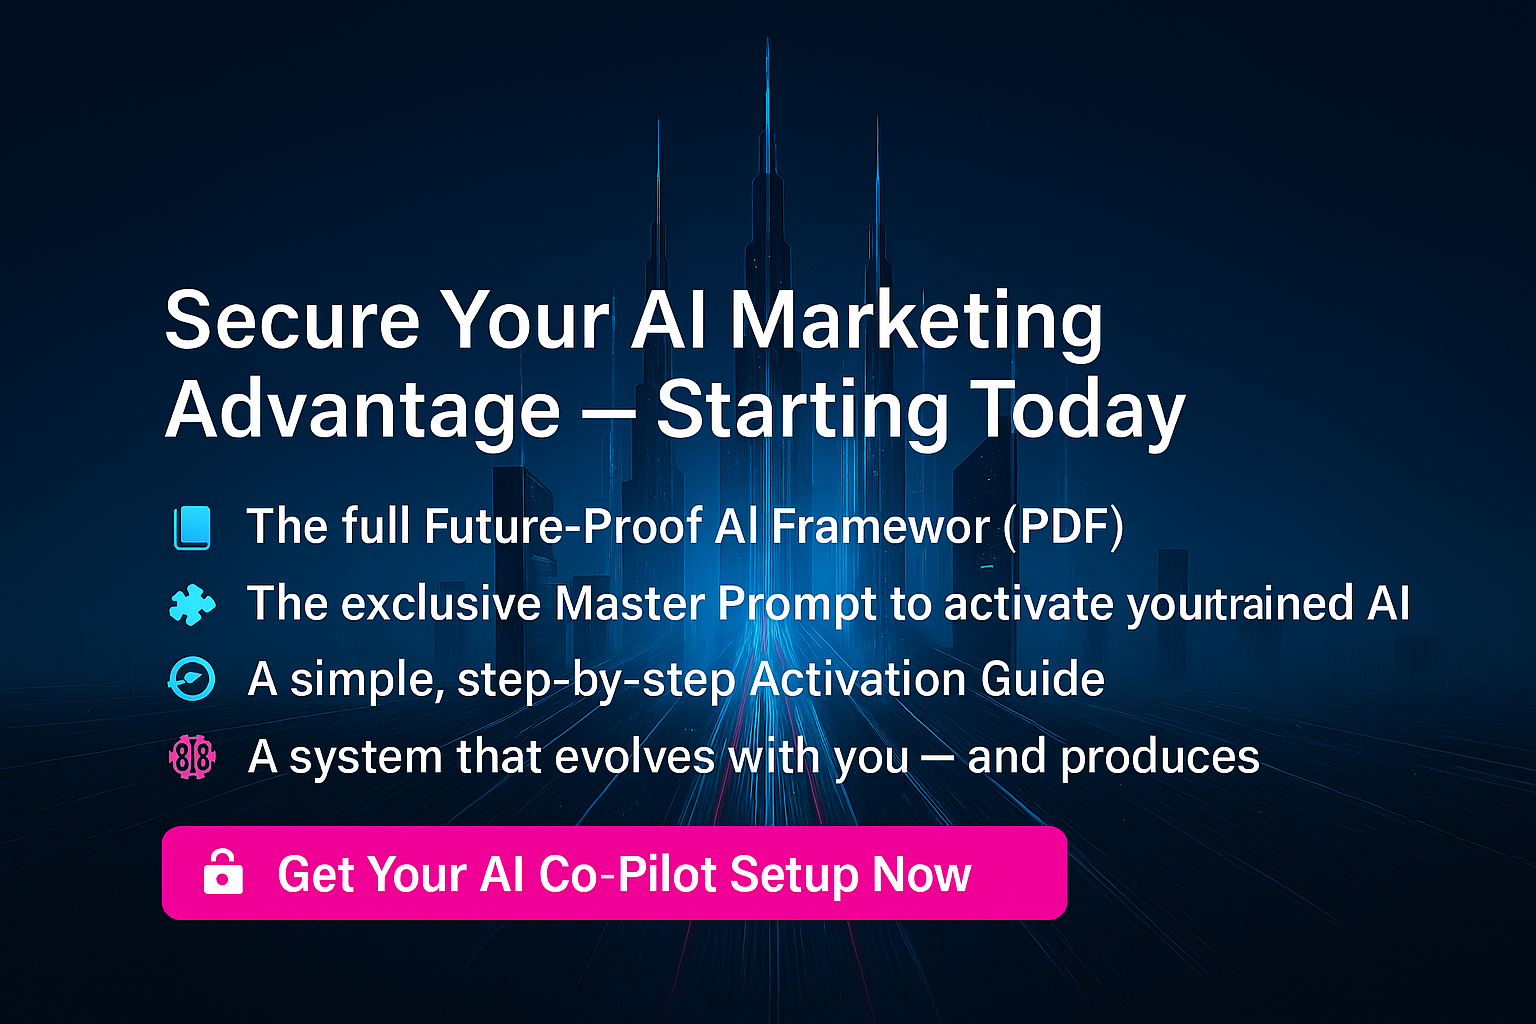 Secure Your AI Marketing
Advantage — Starting Today
The full Future-Proof AI Framewor (PDF)
The exclusive Master Prompt to activate yourtrained AI
A simple, step-by-step Activation Guide
88 A system that evolves with you — and produces
Get Your AI Co-Pilot Setup Now